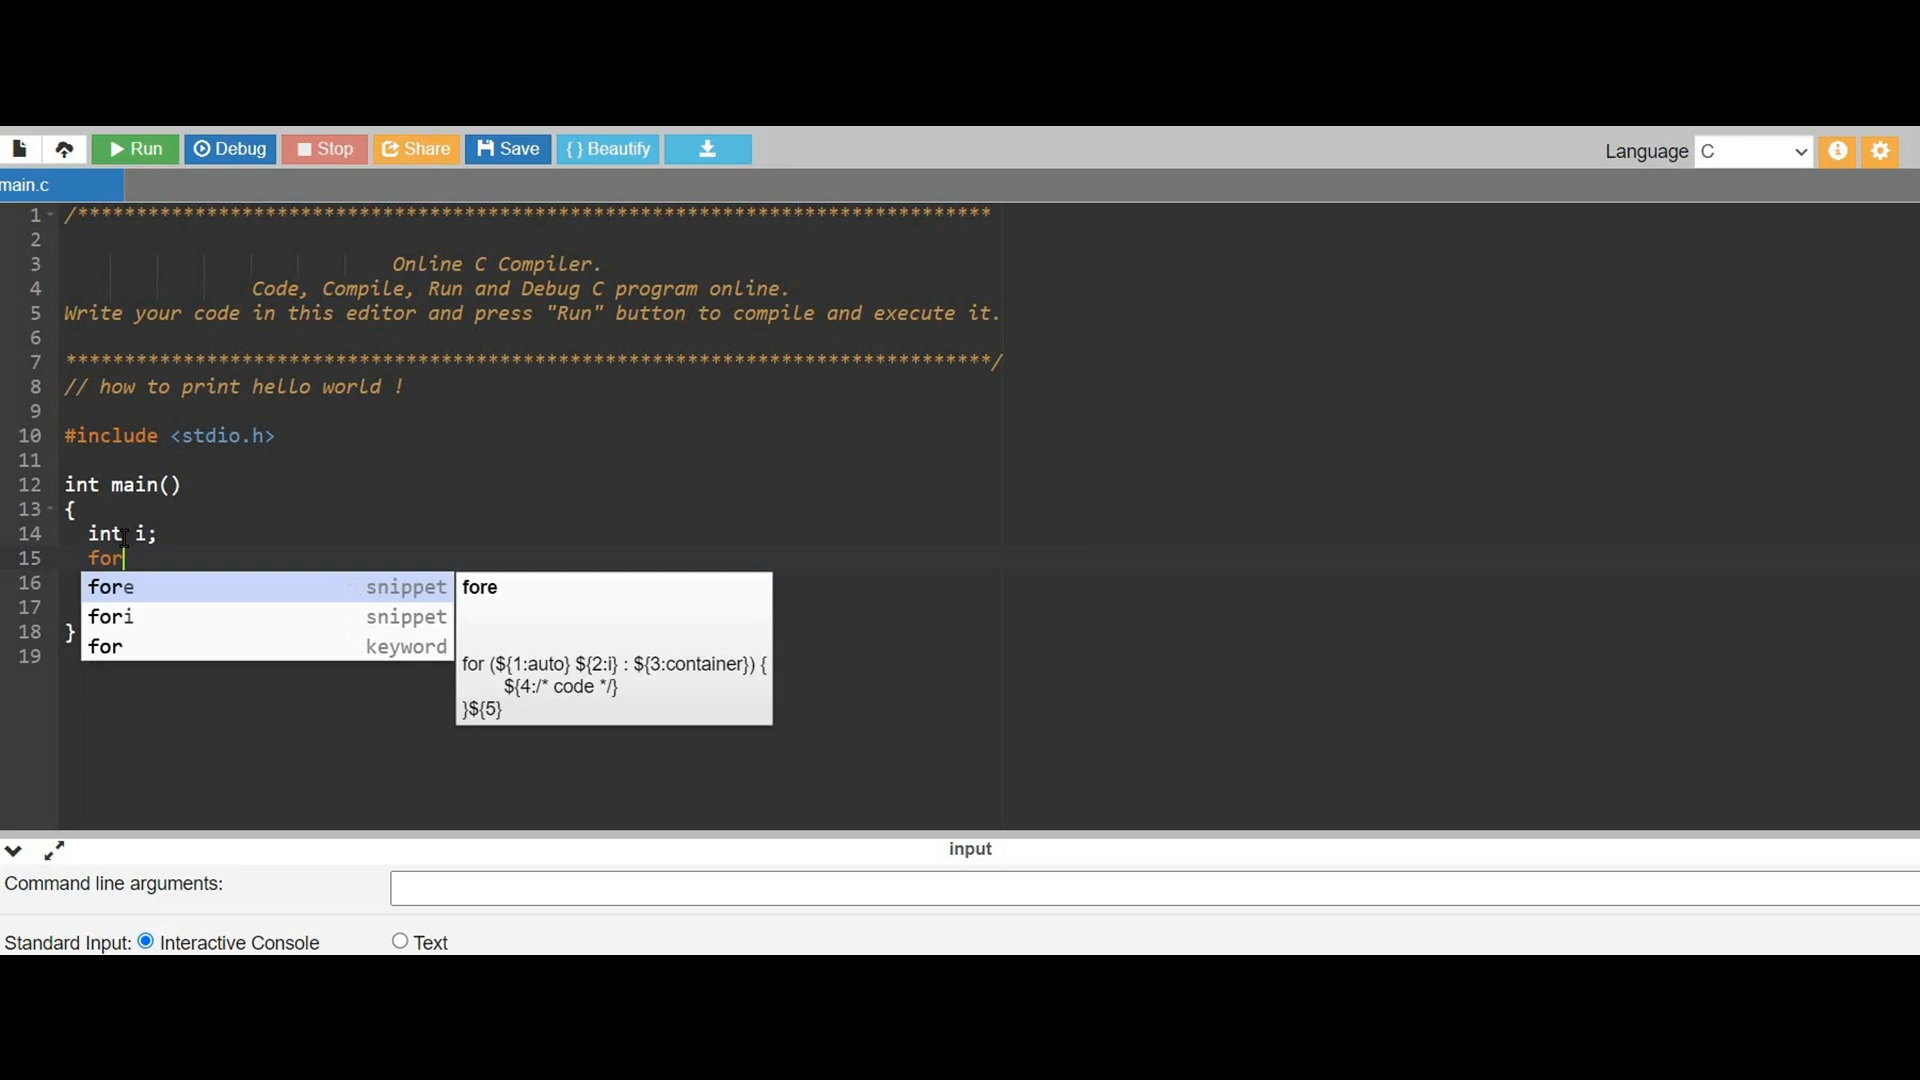 Run Debug Stop Share Save { } Beautify Language C
main.c
1 /******************************************************************************
2
3 Online C Compiler.
4 Code, Compile, Run and Debug C program online.
5 Write your code in this editor and press "Run" button to compile and execute it.
6
7 *******************************************************************************/
8 // how to print hello world !
9
10 #include <stdio.h>
11
12 int main()
13 {
14 int i;
15 for
16
17
18 }
19
fore snippet
fori snippet
for keyword
fore
for (${1:auto} ${2:i} : ${3:container}) {
${4:/* code */}
}${5}
input
Command line arguments:
Standard Input: Interactive Console Text